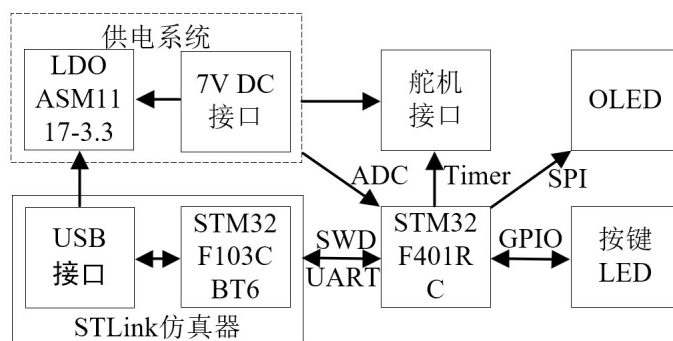 供电系统
LDO
ASM11
17-3.3
7V DC
接口
舵机
接口
OLED
ADC
Timer
SPI
USB
接口
STM32
F103C
BT6
SWD
UART
STM32
F401R
C
GPIO
按键
LED
STLink仿真器